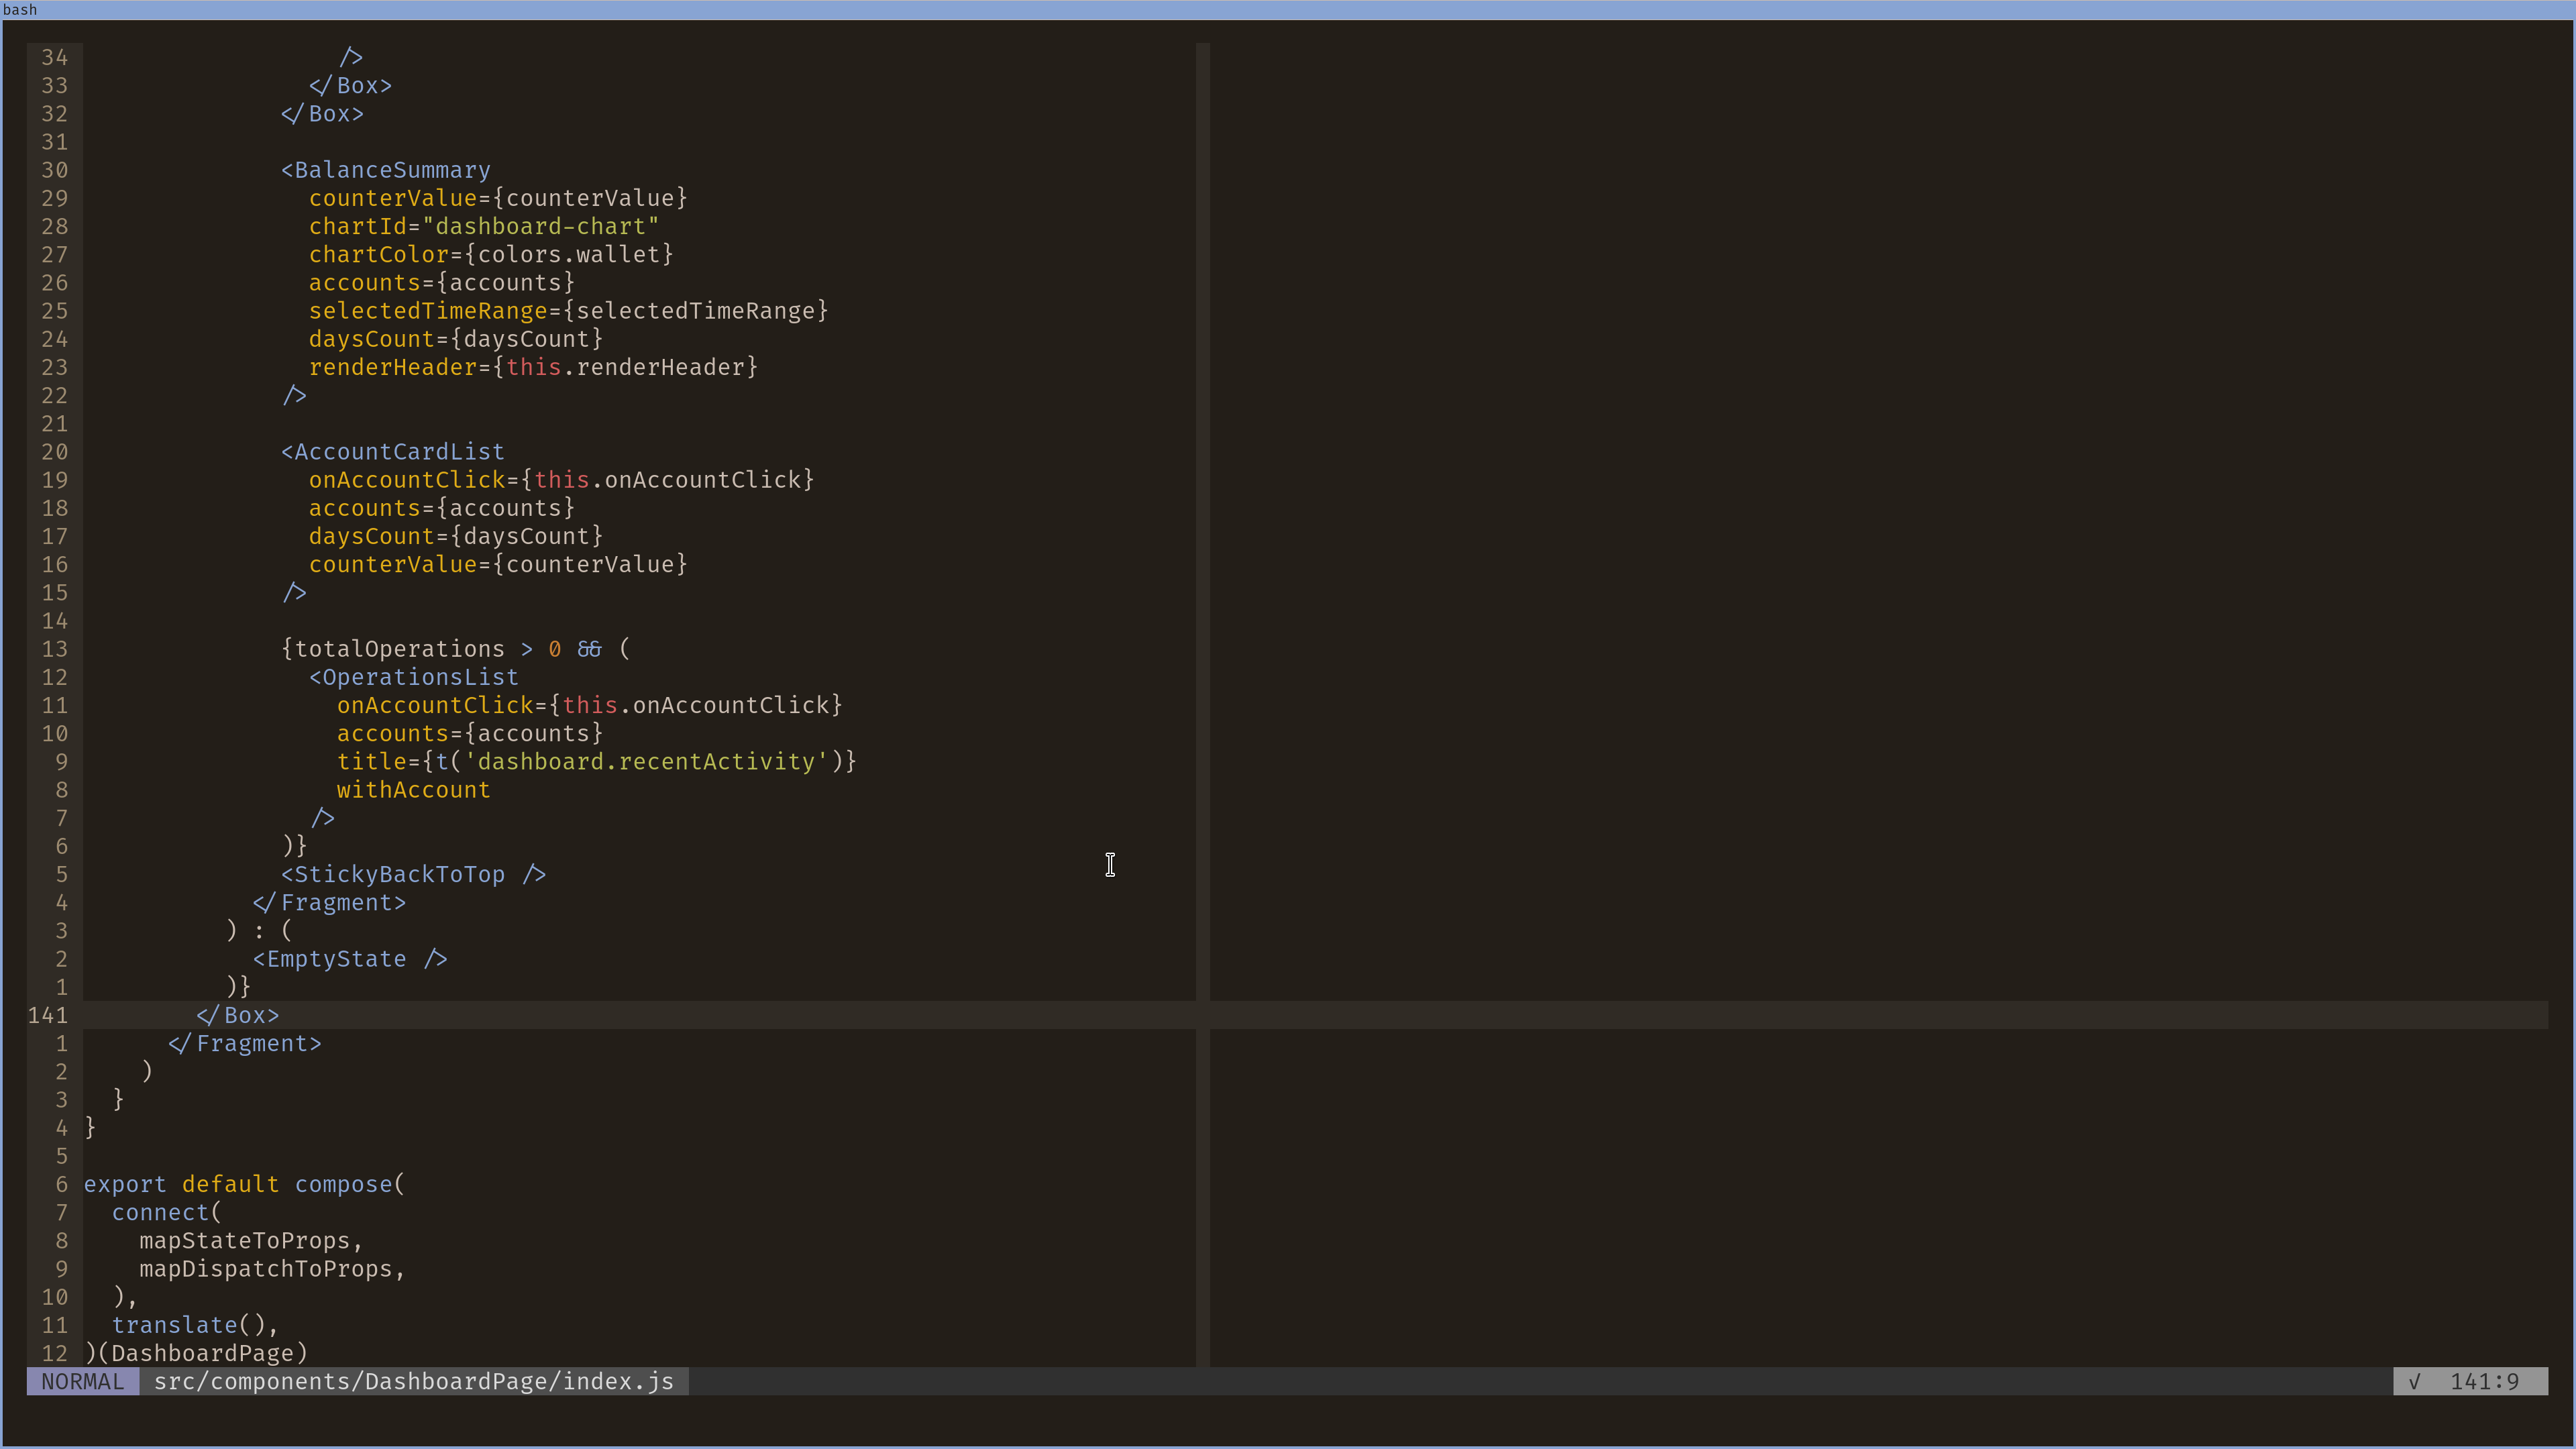 bash
34                   />
33                 </Box>
32               </Box>
31
30               <BalanceSummary
29                 counterValue={counterValue}
28                 chartId="dashboard-chart"
27                 chartColor={colors.wallet}
26                 accounts={accounts}
25                 selectedTimeRange={selectedTimeRange}
24                 daysCount={daysCount}
23                 renderHeader={this.renderHeader}
22               />
21
20               <AccountCardList
19                 onAccountClick={this.onAccountClick}
18                 accounts={accounts}
17                 daysCount={daysCount}
16                 counterValue={counterValue}
15               />
14
13               {totalOperations > 0 && (
12                 <OperationsList
11                   onAccountClick={this.onAccountClick}
10                   accounts={accounts}
9                   title={t('dashboard.recentActivity')}
8                   withAccount
7                 />
6               )}
5               <StickyBackToTop />
4             </Fragment>
3           ) : (
2             <EmptyState />
1           )}
141         </Box>
1       </Fragment>
2     )
3   }
4 }
5
6 export default compose(
7   connect(
8     mapStateToProps,
9     mapDispatchToProps,
10   ),
11   translate(),
12 )(DashboardPage)
NORMAL src/components/DashboardPage/index.js √ 141:9